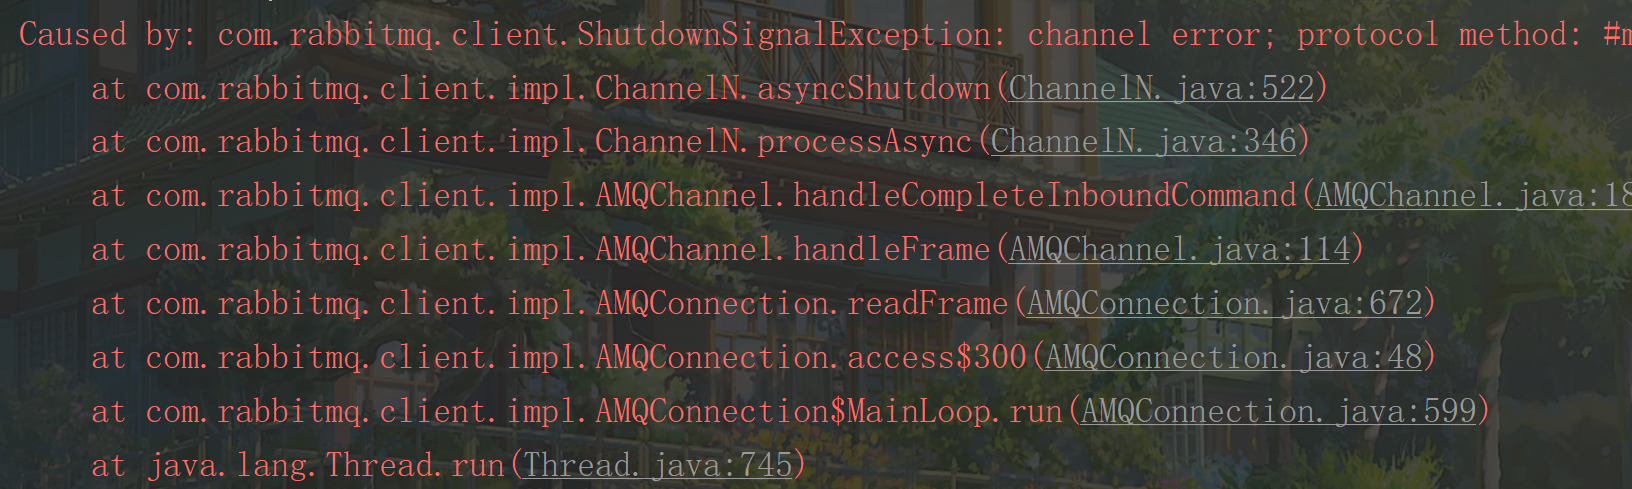 Caused by: com.rabbitmq.client.ShutdownSignalException: channel error; protocol method: #m
at com.rabbitmq.client.impl.ChannelN.asyncShutdown(ChannelN.java:522)
at com.rabbitmq.client.impl.ChannelN.processAsync(ChannelN.java:346)
at com.rabbitmq.client.impl.AMQChannel.handleCompleteInboundCommand(AMQChannel.java:18
at com.rabbitmq.client.impl.AMQChannel.handleFrame(AMQChannel.java:114)
at com.rabbitmq.client.impl.AMQConnection.readFrame(AMQConnection.java:672)
at com.rabbitmq.client.impl.AMQConnection.access$300(AMQConnection.java:48)
at com.rabbitmq.client.impl.AMQConnection$MainLoop.run(AMQConnection.java:599)
at java.lang.Thread.run(Thread.java:745)